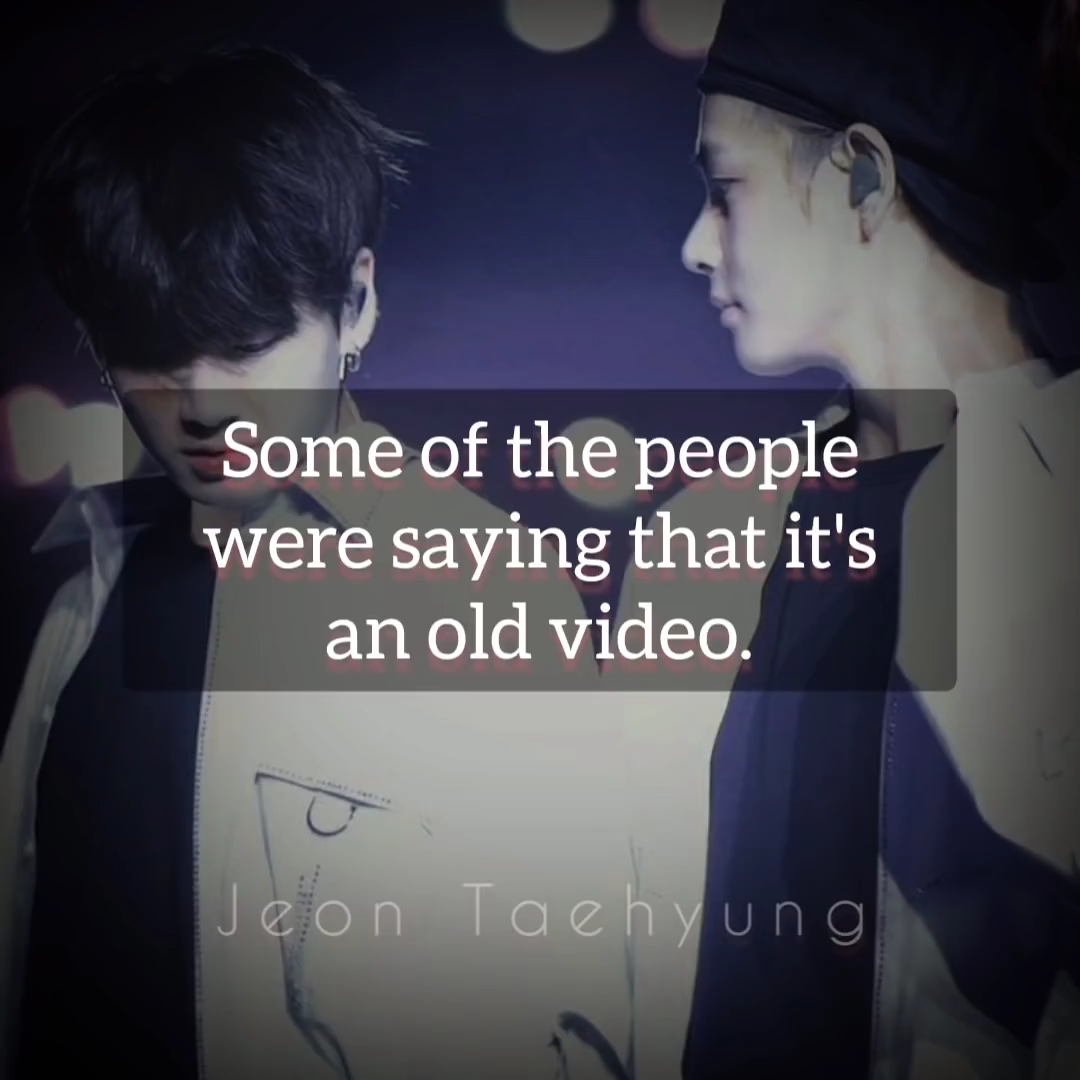 Some of the people
were saying that it's
an old video.
Jeon Taehyung